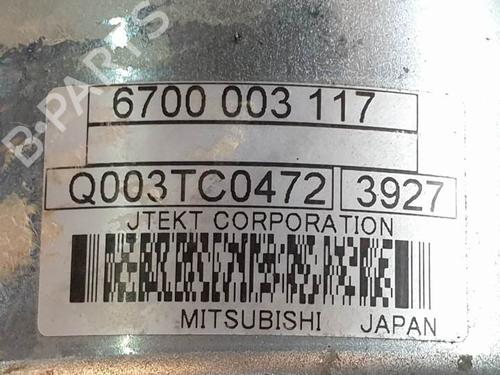 B-PARTS
6700 003 117
Q003TC0472 3927
JTEKT CORPORATION
MITSUBISHI JAPAN